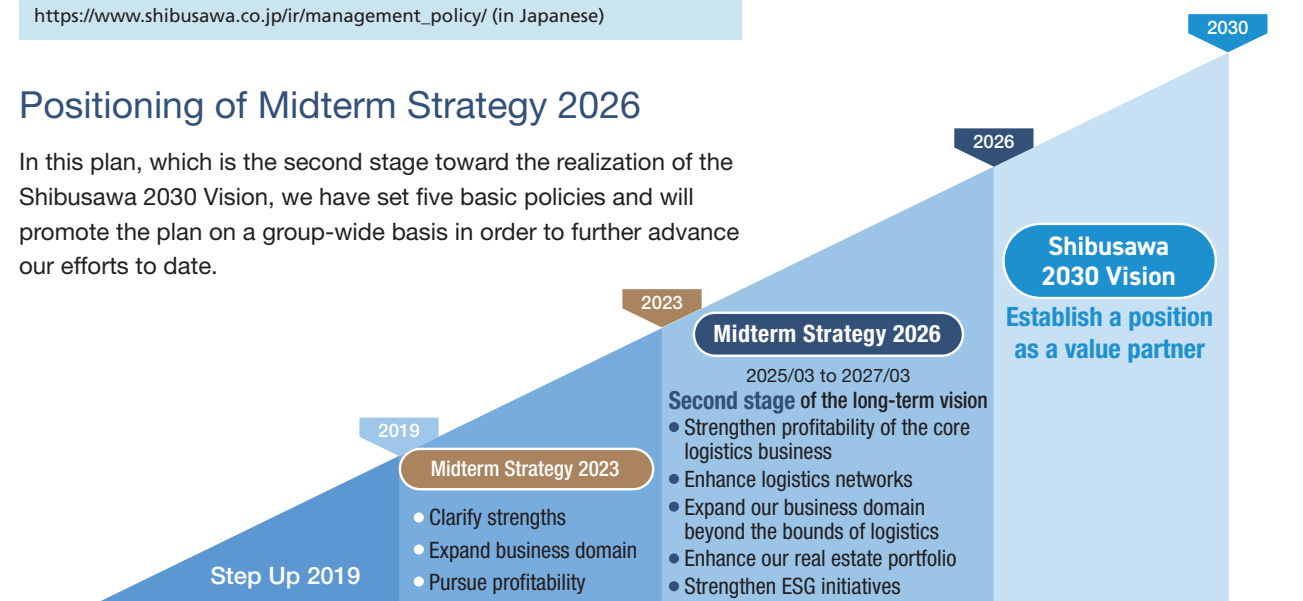 https://www.shibusawa.co.jp/ir/management_policy/ (in Japanese)
Positioning of Midterm Strategy 2026
In this plan, which is the second stage toward the realization of the
Shibusawa 2030 Vision, we have set five basic policies and will
promote the plan on a group-wide basis in order to further advance
our efforts to date.
Step Up 2019
2019
Midterm Strategy 2023
• Clarify strengths
• Expand business domain
• Pursue profitability
2023
Midterm Strategy 2026
2025/03 to 2027/03
Second stage of the long-term vision
• Strengthen profitability of the core
logistics business
• Enhance logistics networks
• Expand our business domain
beyond the bounds of logistics
• Enhance our real estate portfolio
• Strengthen ESG initiatives
2026
Shibusawa
2030 Vision
Establish a position
as a value partner
2030